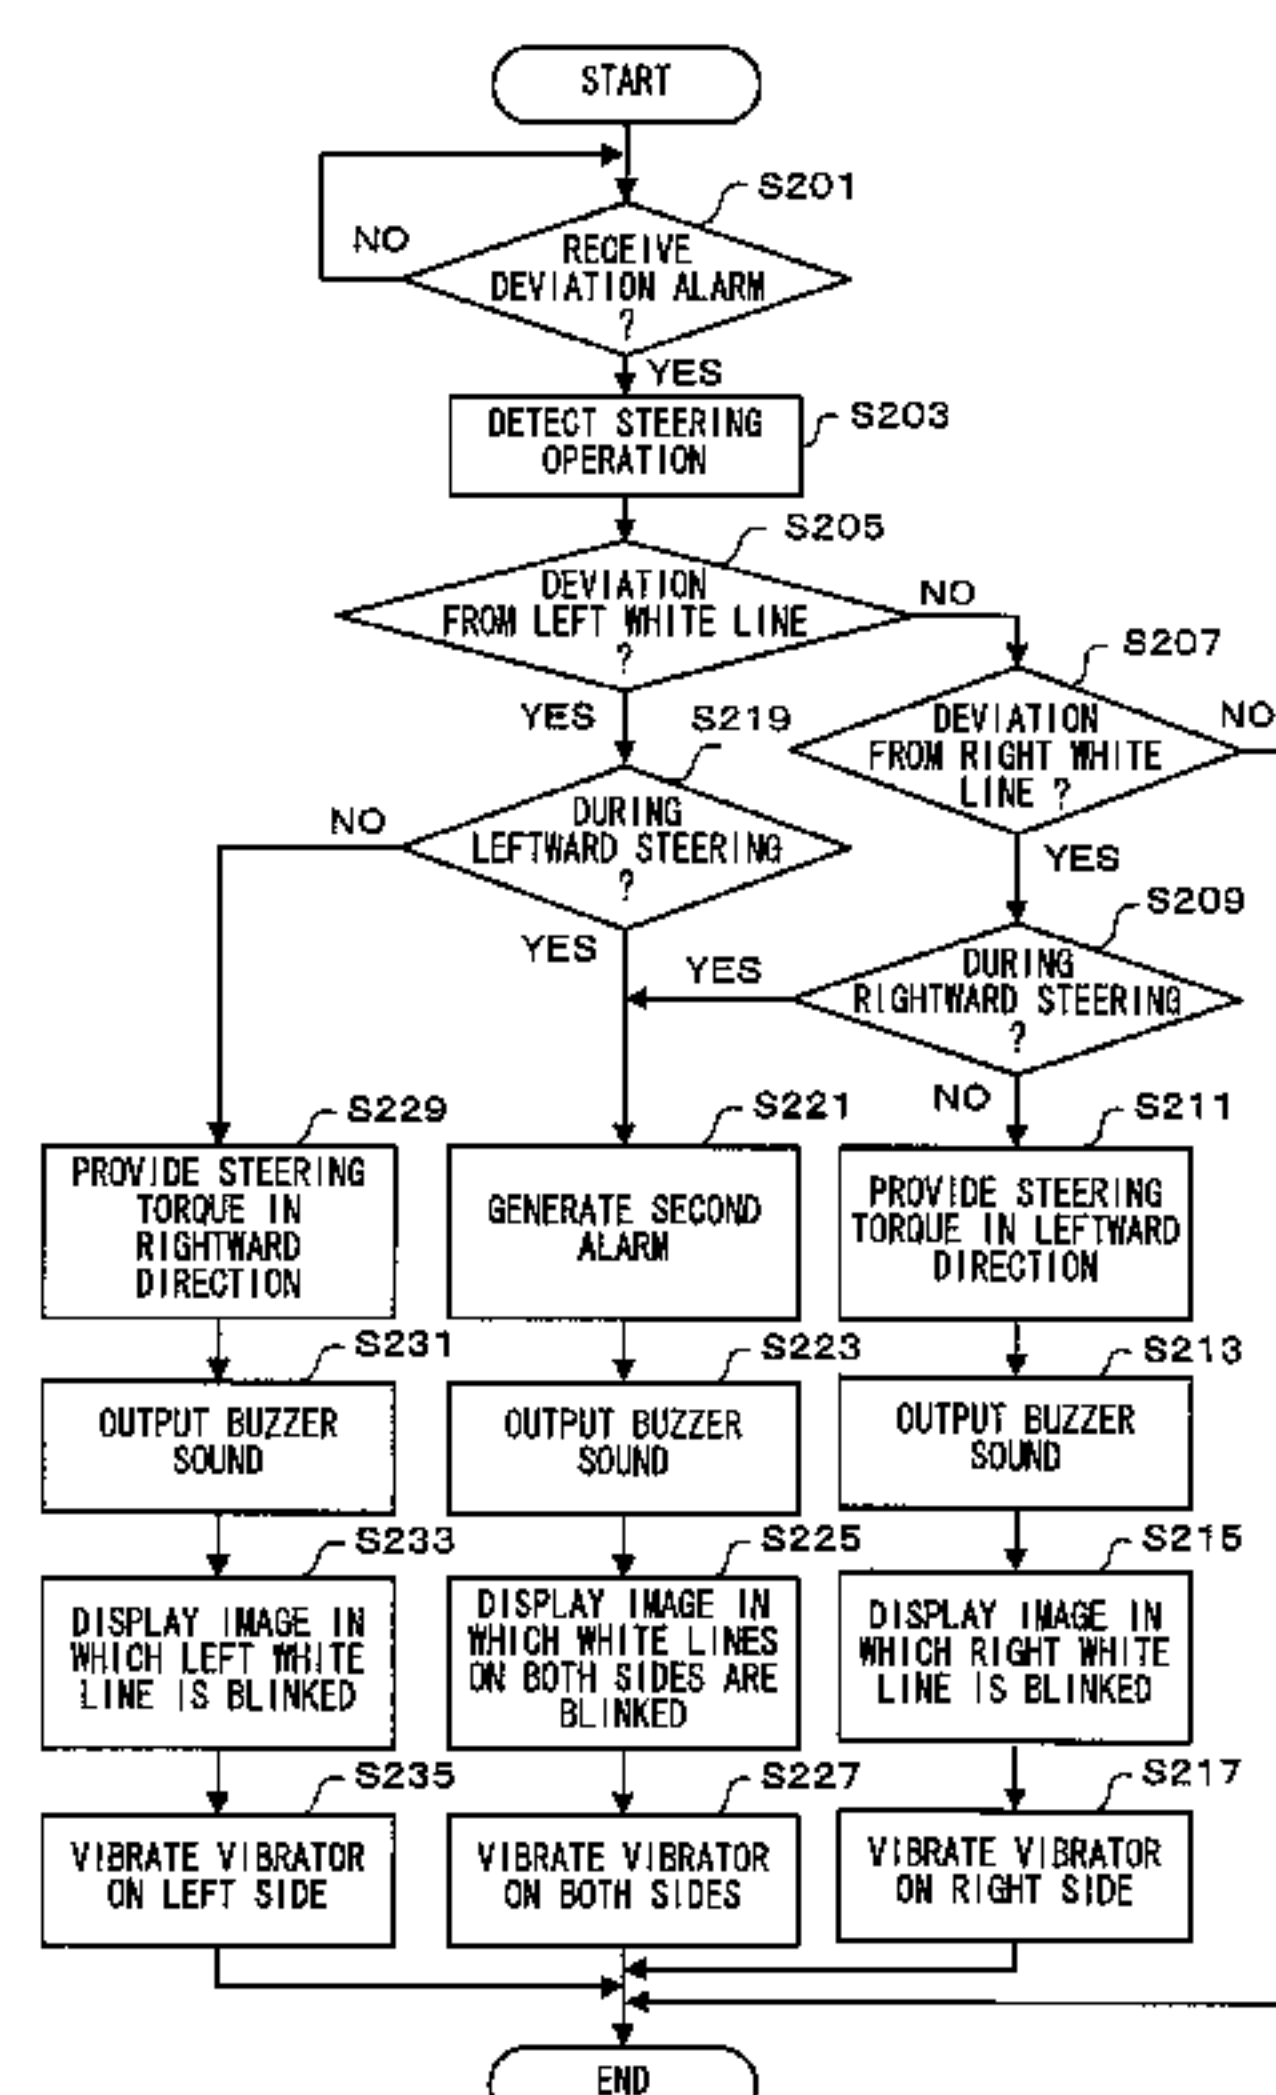 START
S201
NO
RECEIVE
DEVIATION ALARM
?
YES
S203
DETECT STEERING
OPERATION
S205
DEVIATION
FROM LEFT WHITE LINE
?
NO
S207
YES
S219
DEVIATION
FROM RIGHT WHITE
LINE ?
NO
NO
DURING
LEFTWARD STEERING
?
YES
YES
S209
YES
DURING
RIGHTWARD STEERING
?
NO
S229
PROVIDE STEERING
TORQUE IN
RIGHTWARD
DIRECTION
S221
GENERATE SECOND
ALARM
S211
PROVIDE STEERING
TORQUE IN LEFTWARD
DIRECTION
S231
OUTPUT BUZZER
SOUND
S223
OUTPUT BUZZER
SOUND
S213
OUTPUT BUZZER
SOUND
S233
DISPLAY IMAGE IN
WHICH LEFT WHITE
LINE IS BLINKED
S225
DISPLAY IMAGE IN
WHICH WHITE LINES
ON BOTH SIDES ARE
BLINKED
S215
DISPLAY IMAGE IN
WHICH RIGHT WHITE
LINE IS BLINKED
S235
VIBRATE VIBRATOR
ON LEFT SIDE
S227
VIBRATE VIBRATOR
ON BOTH SIDES
S217
VIBRATE VIBRATOR
ON RIGHT SIDE
END